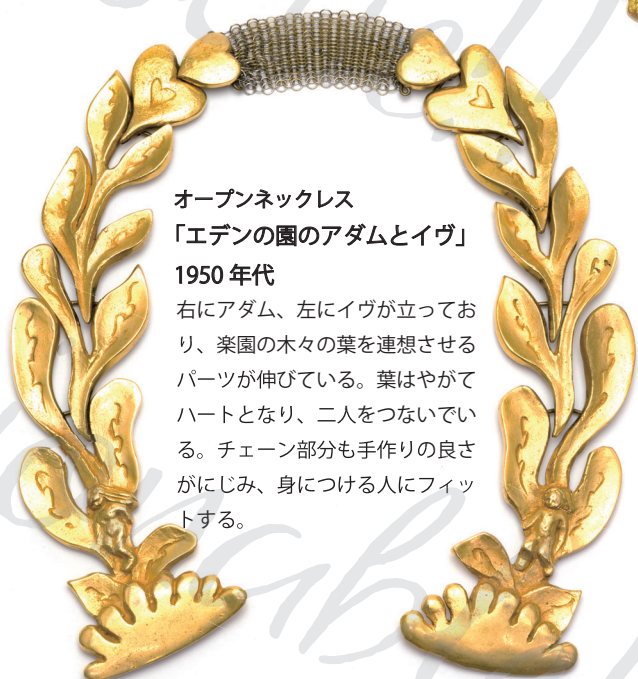 オープンネックレス
「エデンの園のアダムとイヴ」
1950 年代
右にアダム、左にイヴが立ってお
り、楽園の木々の葉を連想させる
パーツが伸びている。葉はやがて
ハートとなり、二人をつないでい
る。チェーン部分も手作りの良さ
がにじみ、身につける人にフィッ
トする。